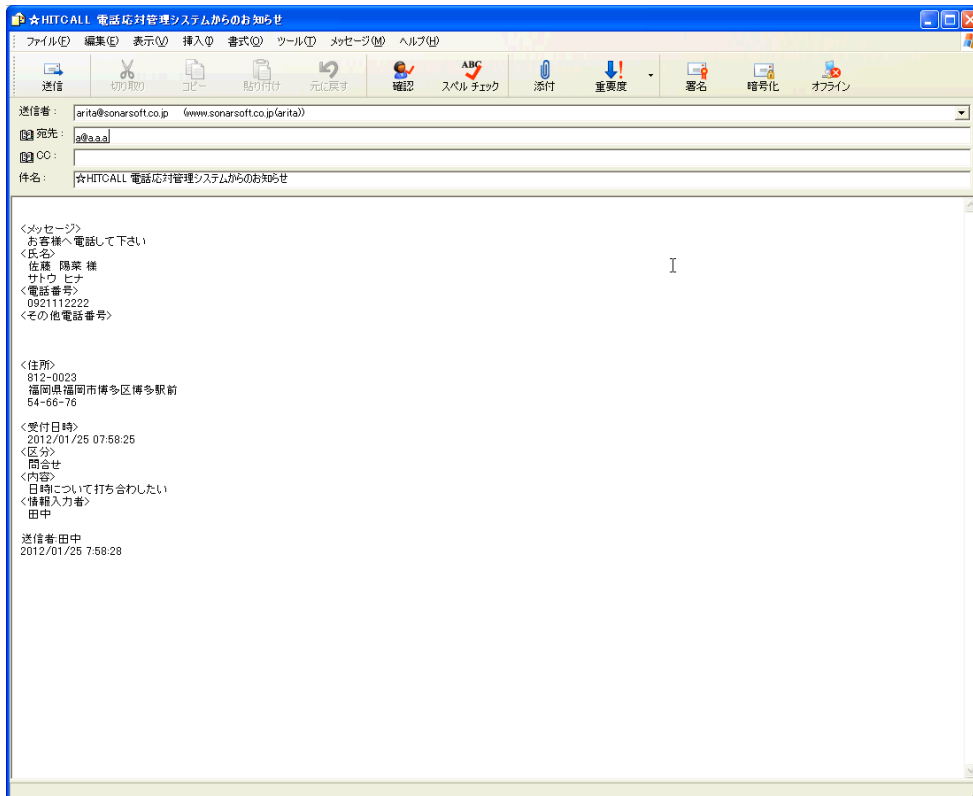 ☆HITCALL 電話応対管理システムからのお知らせ
ファイル(F) 編集(E) 表示(V) 挿入(I) 書式(O) ツール(T) メッセージ(M) ヘルプ(H)
送信 切り取り コピー 貼り付け 元に戻す 確認 スペル チェック 添付 重要度 署名 暗号化 オフライン
送信者: arita@sonarsoft.co.jp (www.sonarsoft.co.jp(arita))
宛先: a@a.a.a
CC:
件名: ☆HITCALL 電話応対管理システムからのお知らせ
<メッセージ>
お客様へ電話して下さい
<氏名>
佐藤 陽菜 様
サトウ ヒナ
<電話番号>
0921112222
<その他電話番号>
<住所>
812-0023
福岡県福岡市博多区博多駅前
54-66-76
<受付日時>
2012/01/25 07:58:25
<区分>
問合せ
<内容>
日時について打ち合わしたい
<情報入力者>
田中
送信者:田中
2012/01/25 7:58:28